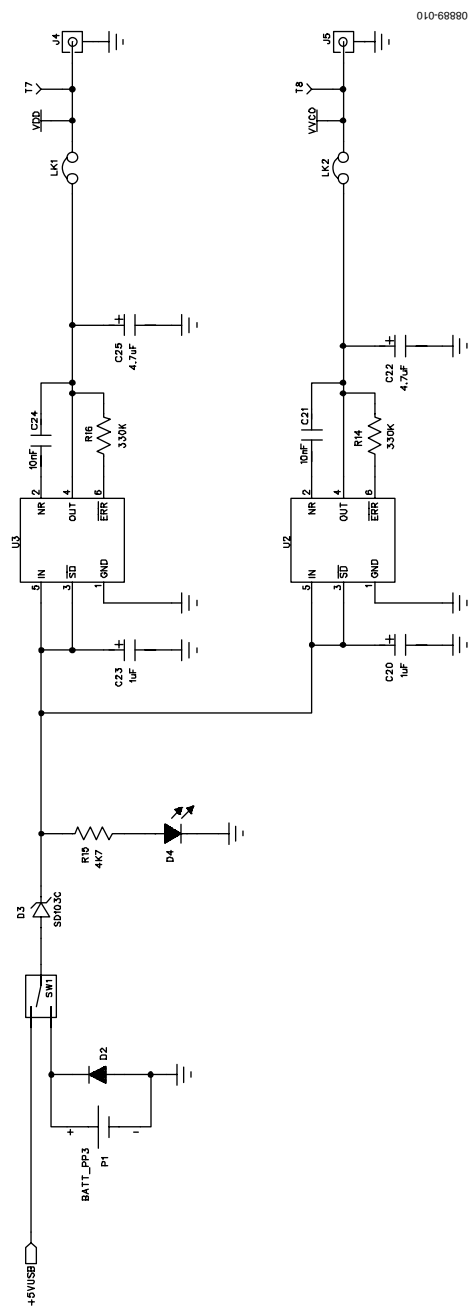 08889-010
J4
T7
VDD
LK1
J5
T8
VVCO
LK2
+
C25
4.7uF
+
C22
4.7uF
C24
10nF
R16
330K
C21
10nF
R14
330K
U3
2
NR
4
OUT
6
ERR
5
IN
3
SD
1
GND
U2
2
NR
4
OUT
6
ERR
5
IN
3
SD
1
GND
+
C23
1uF
+
C20
1uF
R15
4K7
D4
D3
SD103C
SW1
D2
+
-
BATT_PP3
P1
+5VUSB